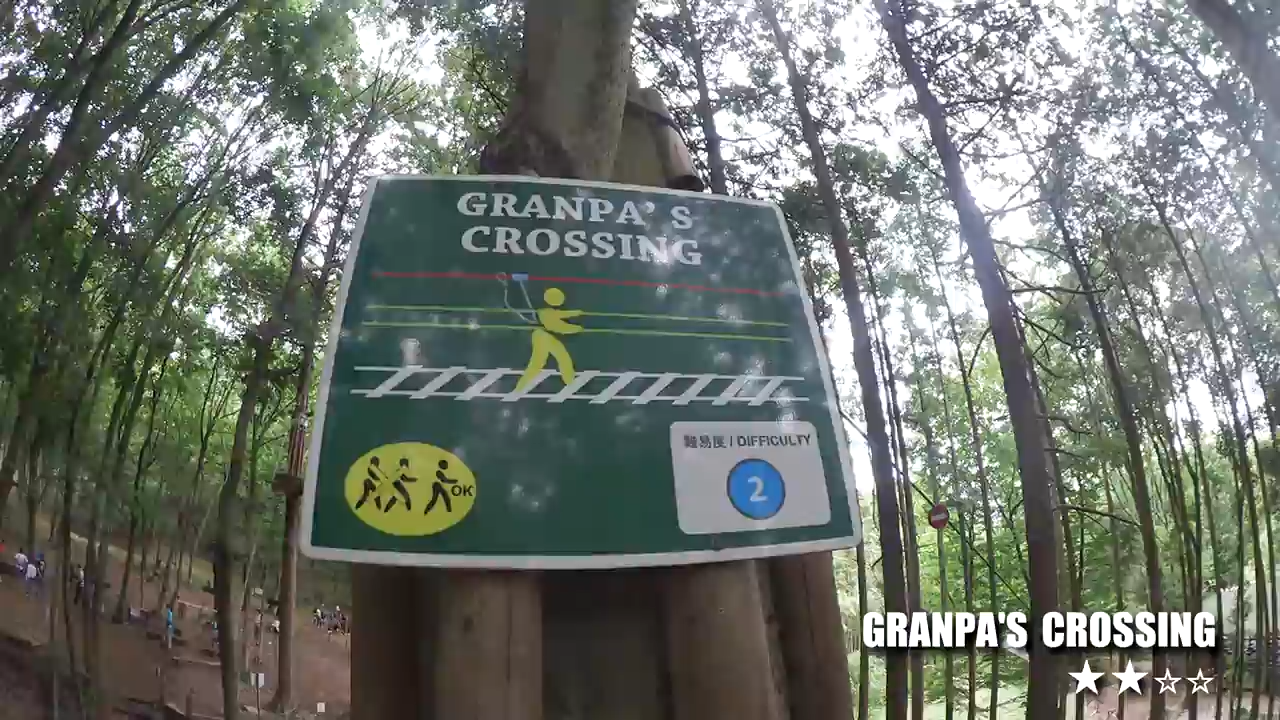 GRANPA' S
CROSSING
OK
難易度 / DIFFICULTY
2
GRANPA'S CROSSING
★★☆☆